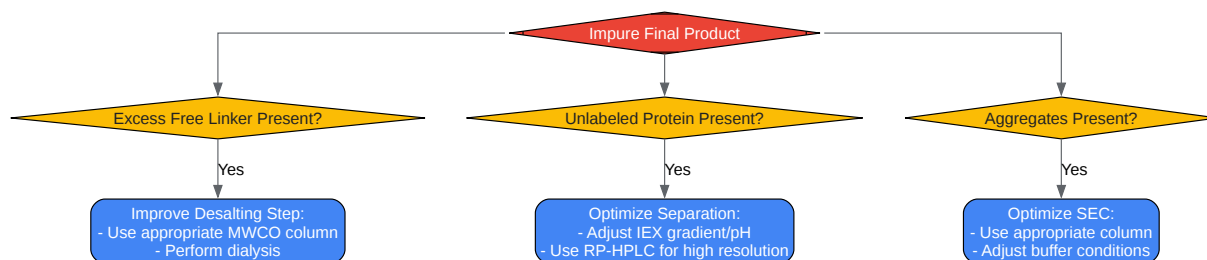 Impure Final Product
Excess Free Linker Present?
Unlabeled Protein Present?
Aggregates Present?
Yes
Yes
Yes
Improve Desalting Step:
- Use appropriate MWCO column
- Perform dialysis
Optimize Separation:
- Adjust IEX gradient/pH
- Use RP-HPLC for high resolution
Optimize SEC:
- Use appropriate column
- Adjust buffer conditions